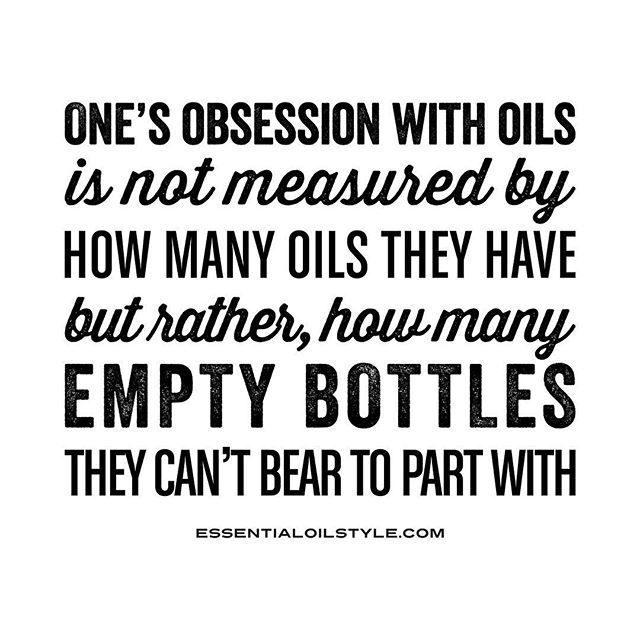 ONE'S OBSESSION WITH OILS
is not measured by
HOW MANY OILS THEY HAVE
but rather, how many
EMPTY BOTTLES
THEY CAN'T BEAR TO PART WITH
ESSENTIALOILSTYLE.COM